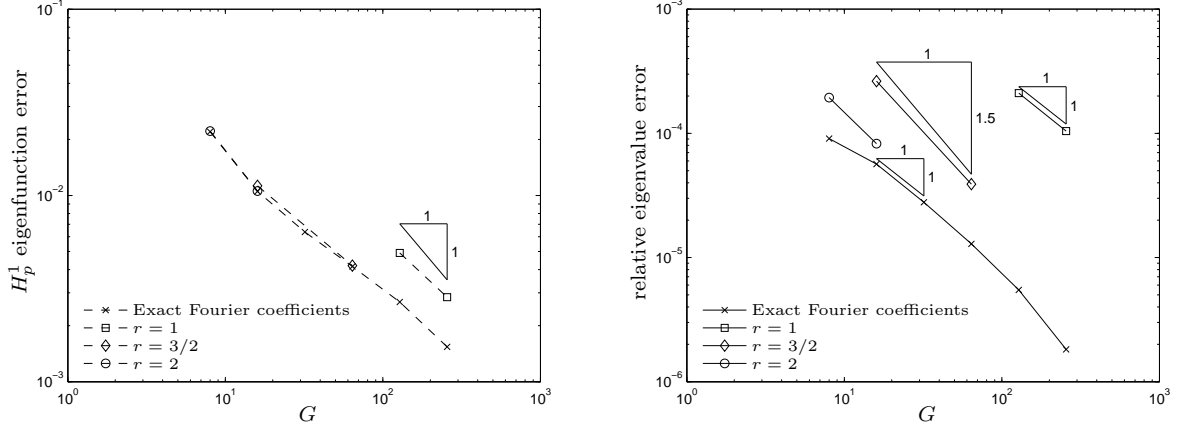 10^{-1}
10^{-2}
10^{-3}
10^0
10^1
10^2
10^3
H_p^1 eigenfunction error
G
1
1
Exact Fourier coefficients
r = 1
r = 3/2
r = 2
10^{-3}
10^{-4}
10^{-5}
10^{-6}
10^0
10^1
10^2
10^3
relative eigenvalue error
G
1
1.5
1
1
1
1
Exact Fourier coefficients
r = 1
r = 3/2
r = 2